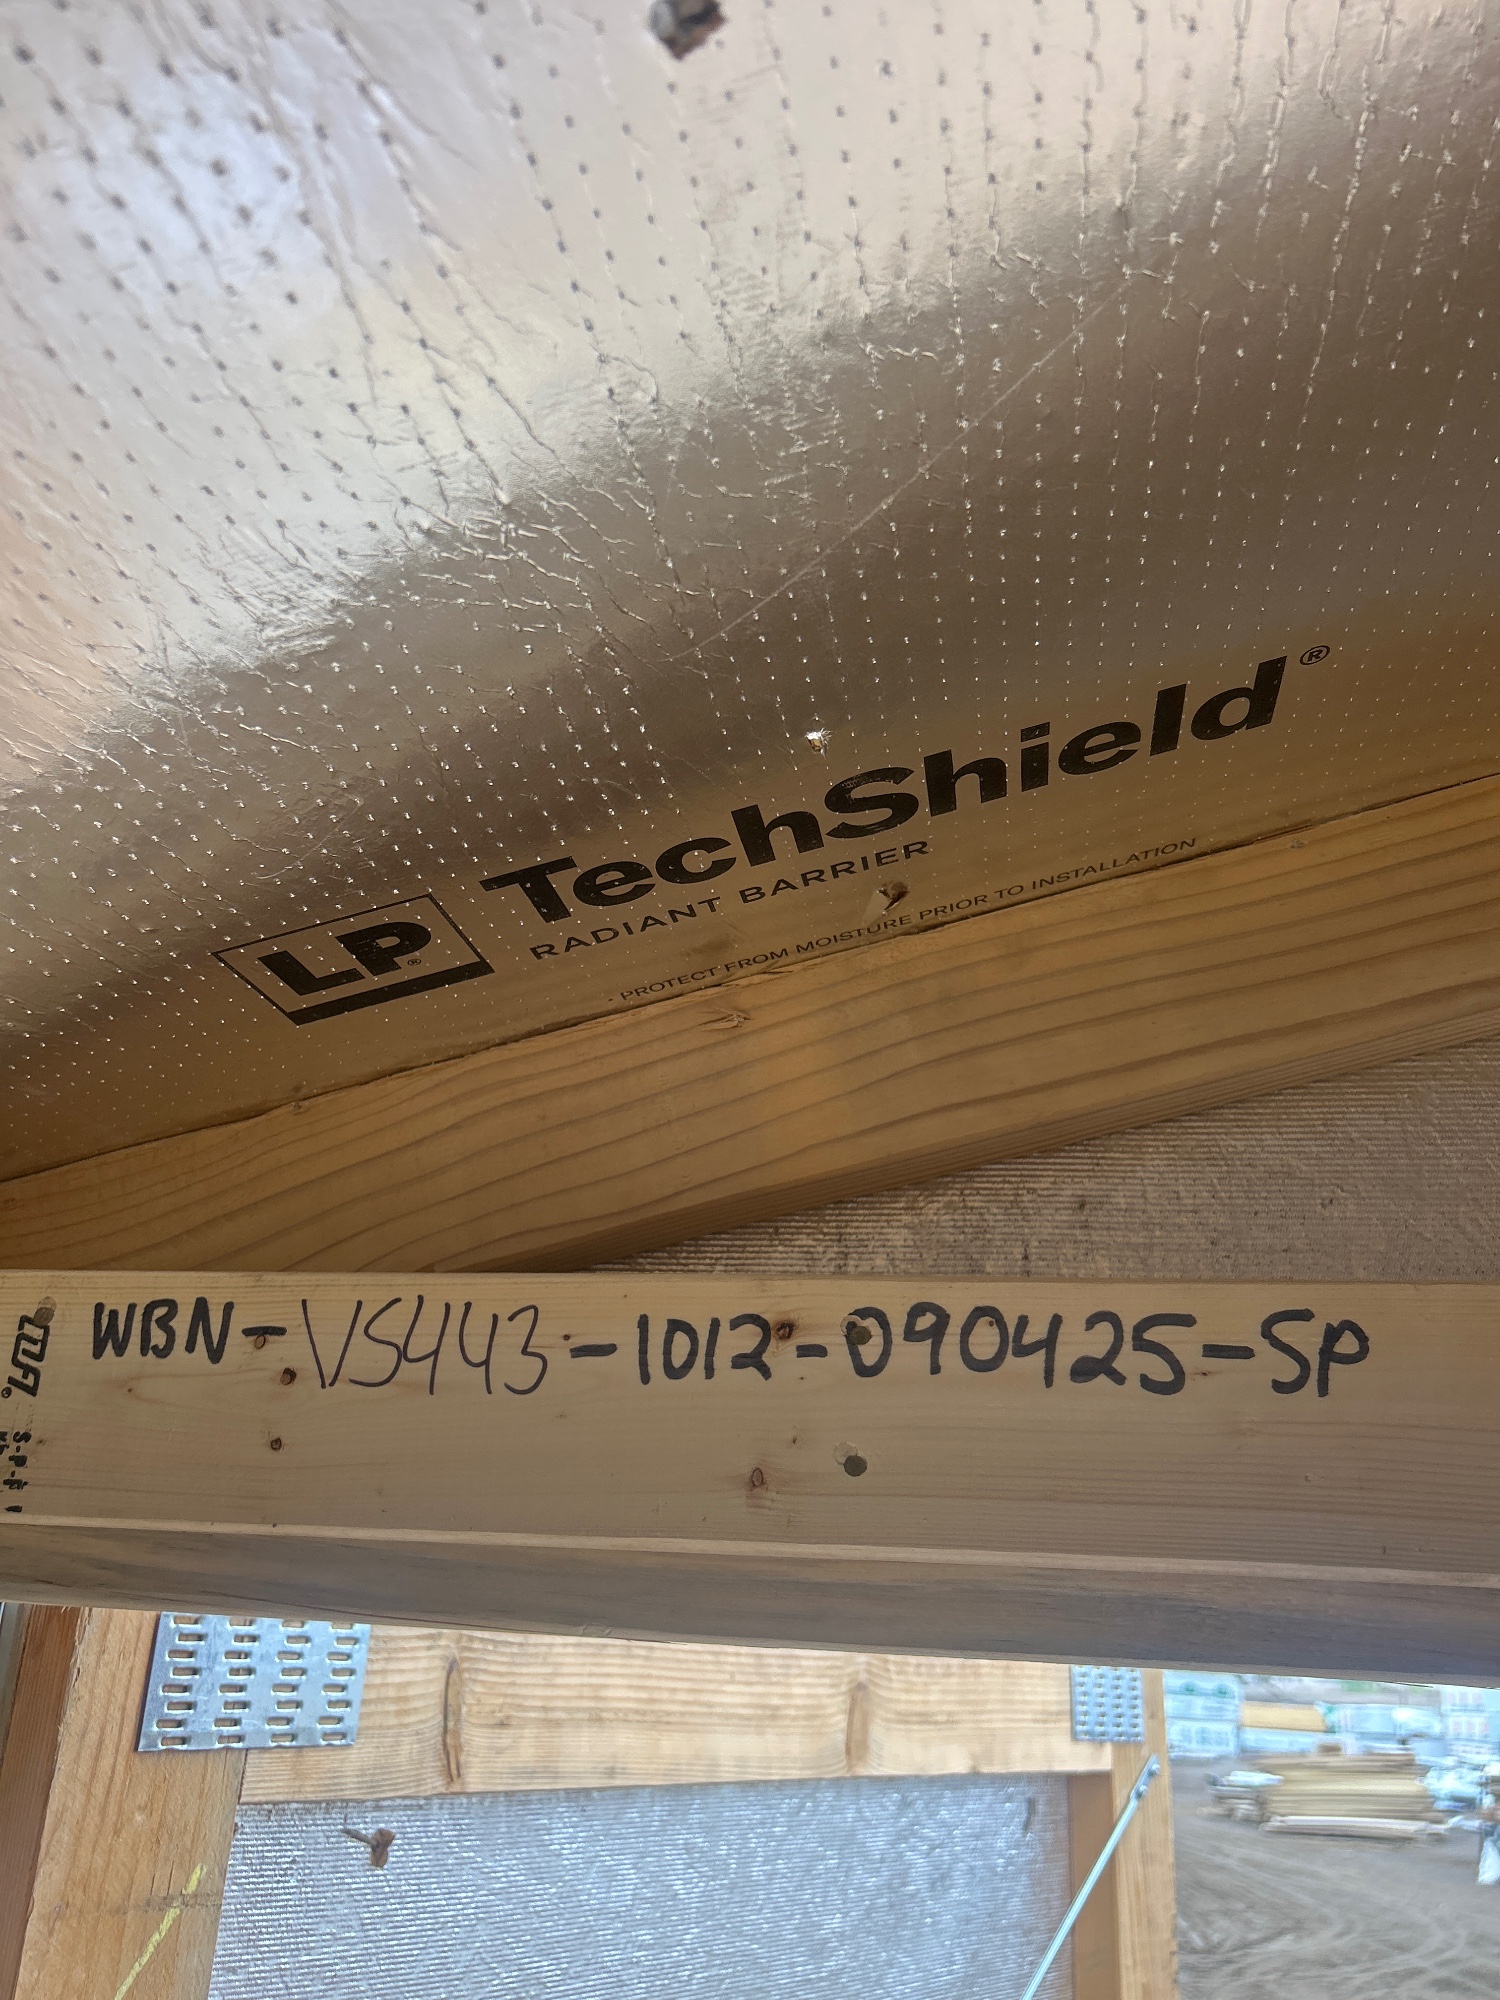 LP®
TechShield®
RADIANT BARRIER
- PROTECT FROM MOISTURE PRIOR TO INSTALLATION
WBN-VS443-1012-090425-SP
S-P-F